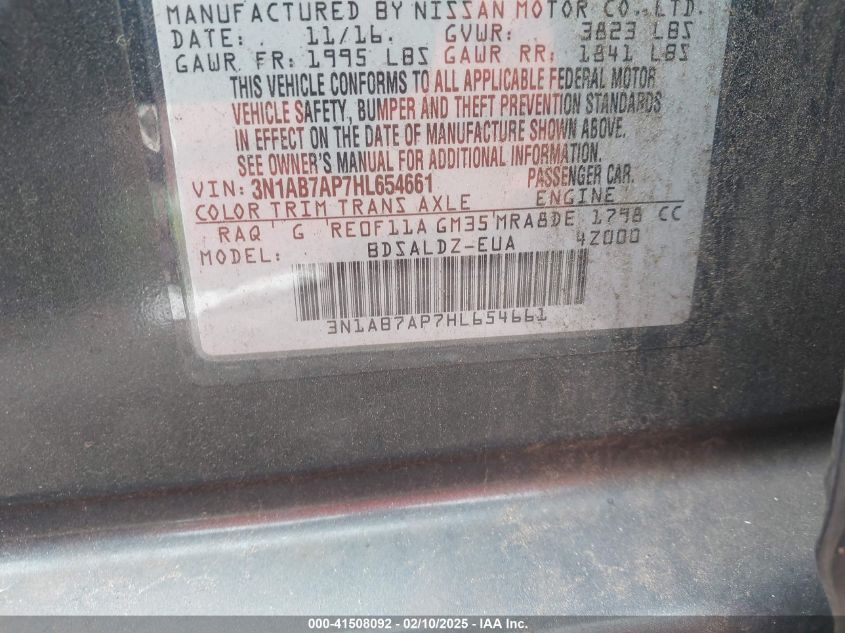 MANUFACTURED BY NISSAN MOTOR CO., LTD.
DATE: 11/16. GVWR: 3823 LBS
GAWR FR: 1995 LBS GAWR RR: 1841 LBS
THIS VEHICLE CONFORMS TO ALL APPLICABLE FEDERAL MOTOR
VEHICLE SAFETY, BUMPER AND THEFT PREVENTION STANDARDS
IN EFFECT ON THE DATE OF MANUFACTURE SHOWN ABOVE.
SEE OWNER'S MANUAL FOR ADDITIONAL INFORMATION.
VIN: 3N1AB7AP7HL654661 PASSENGER CAR.
COLOR TRIM TRANS AXLE ENGINE
RAQ G RE0F11A GM35 MRA8DE 1798 CC
MODEL: BDSALDZ-EUA 4Z000
3N1AB7AP7HL654661
000-41508092 - 02/10/2025 - IAA Inc.